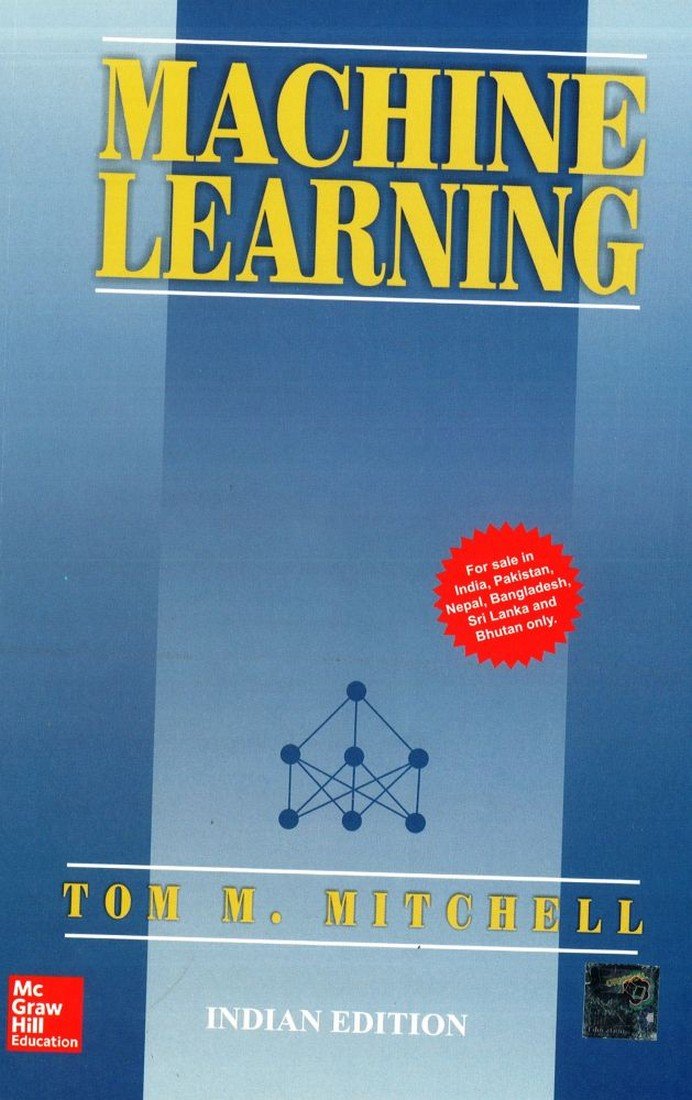 MACHINE
LEARNING
For sale in
India, Pakistan,
Nepal, Bangladesh,
Sri Lanka and
Bhutan only.
TOM M. MITCHELL
Mc
Graw
Hill
Education
INDIAN EDITION